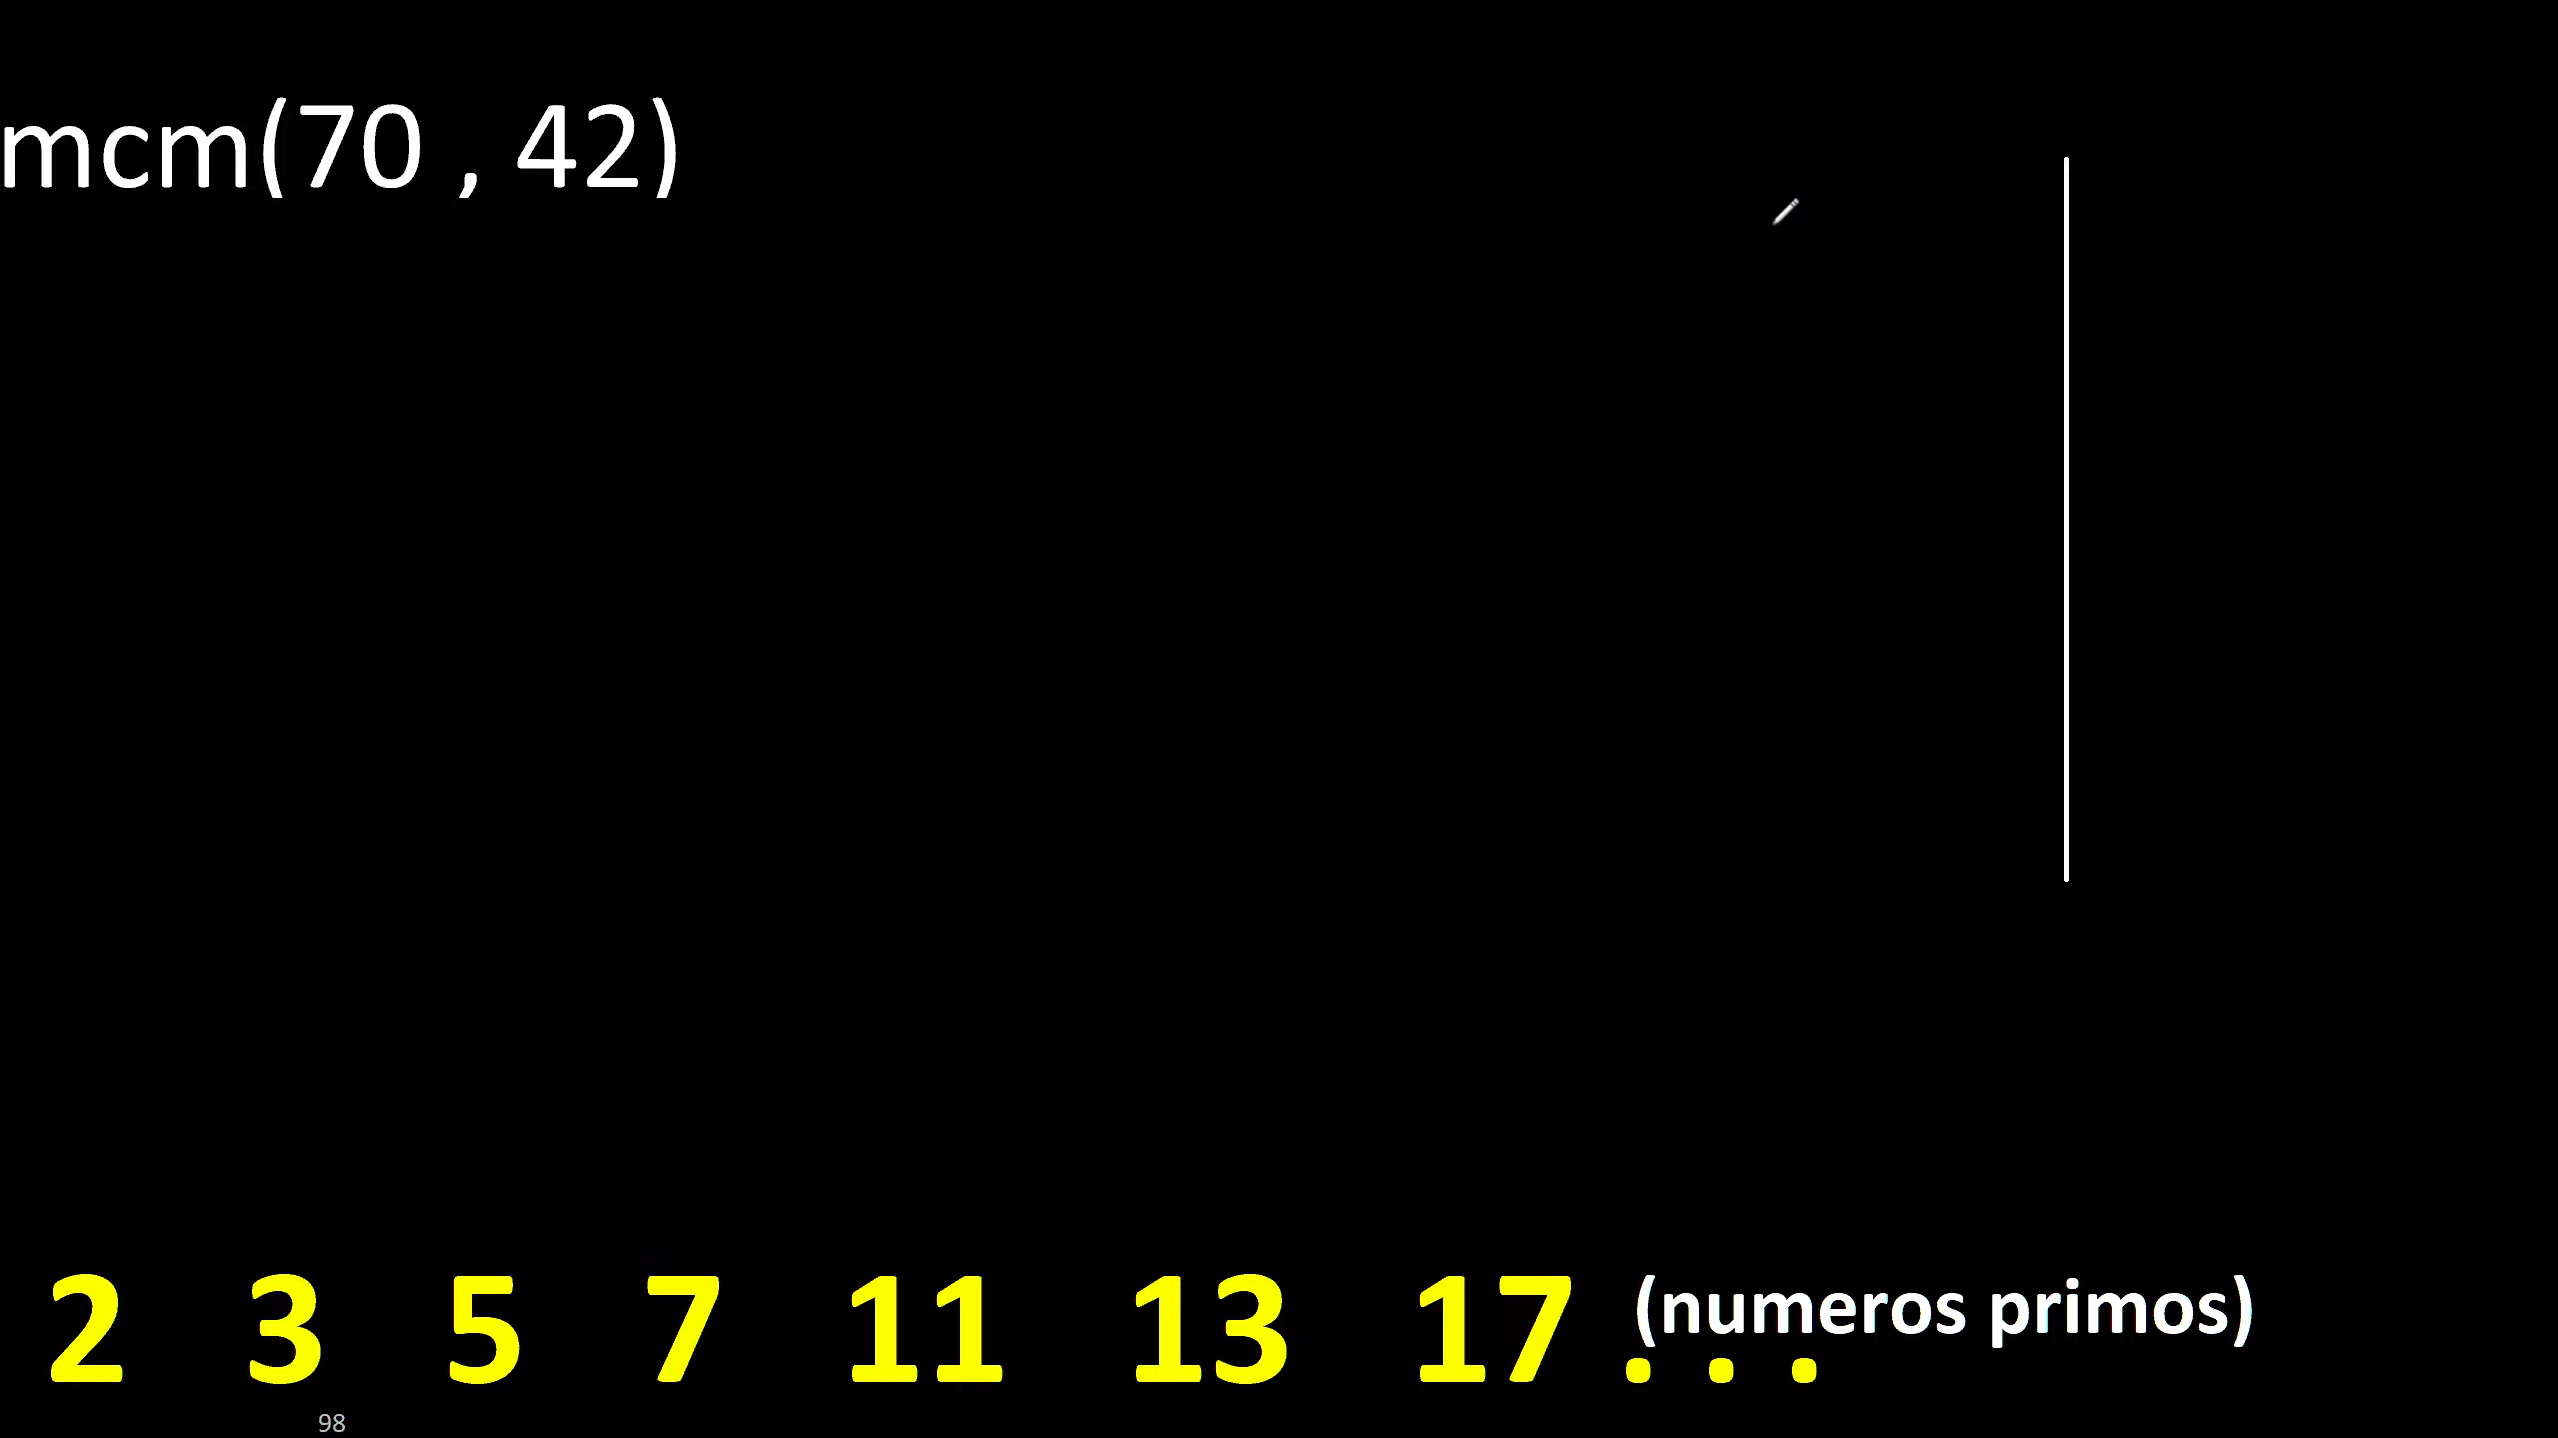 mcm(70 , 42)
2 3 5 7 11 13 17 . . . (numeros primos)
98